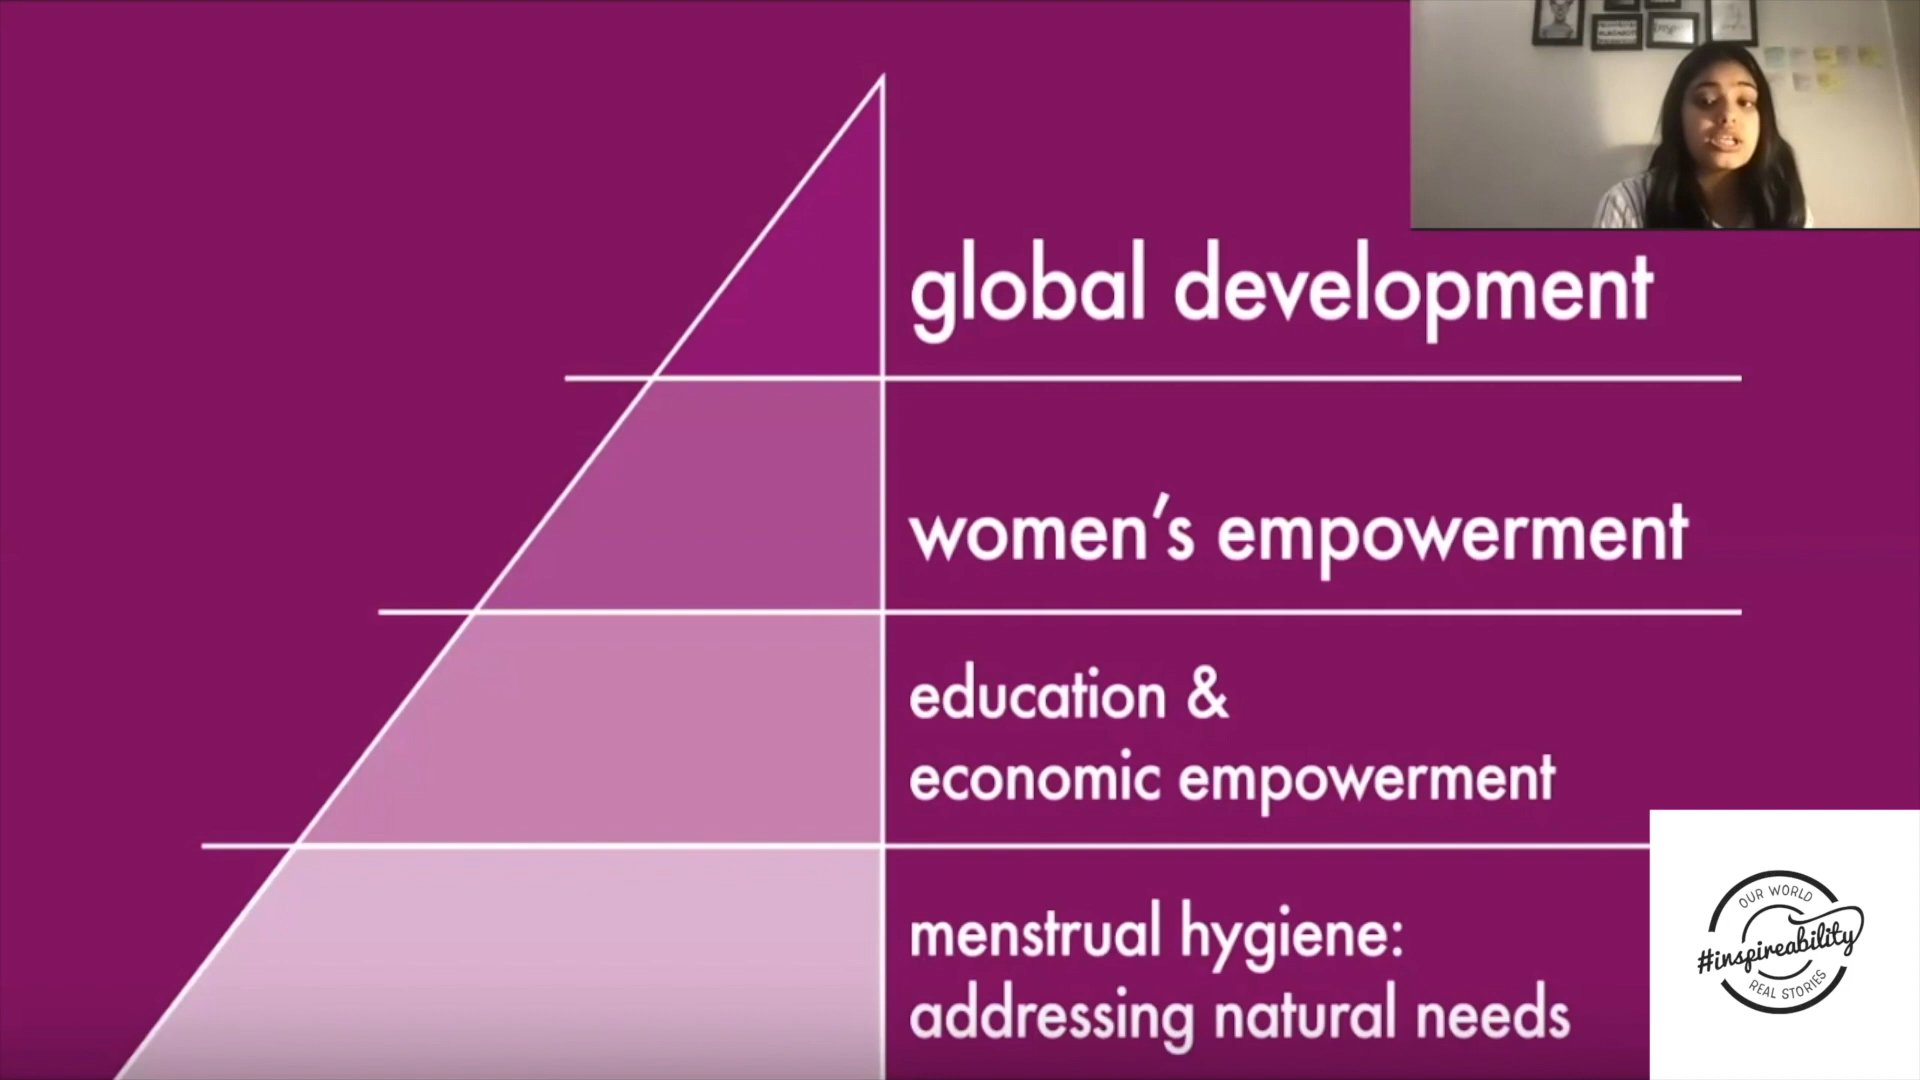 global development
women's empowerment
education &
economic empowerment
menstrual hygiene:
addressing natural needs
OUR WORLD
#inspireability
REAL STORIES